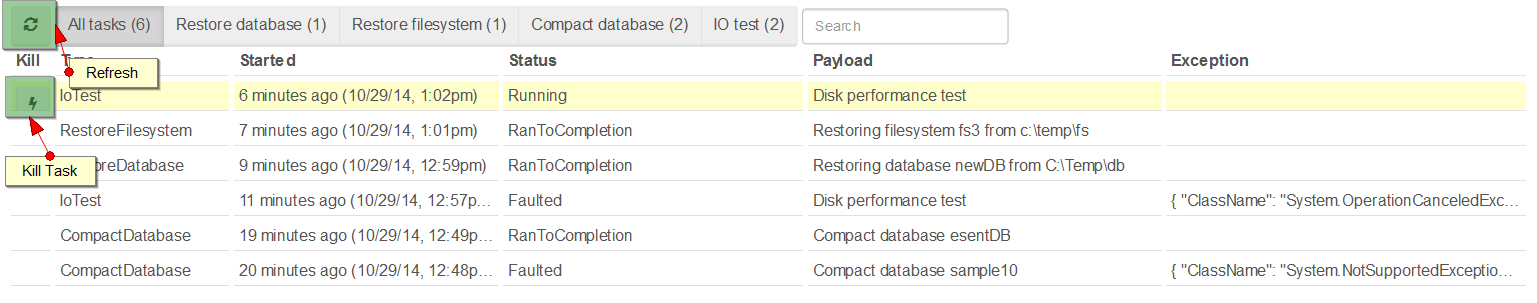 All tasks (6) Restore database (1) Restore filesystem (1) Compact database (2) IO test (2) Search
Kill Started Status Payload Exception
Refresh
IoTest 6 minutes ago (10/29/14, 1:02pm) Running Disk performance test
RestoreFilesystem 7 minutes ago (10/29/14, 1:01pm) RanToCompletion Restoring filesystem fs3 from c:\temp\fs
oreDatabase 9 minutes ago (10/29/14, 12:59pm) RanToCompletion Restoring database newDB from C:\Temp\db
Kill Task
IoTest 11 minutes ago (10/29/14, 12:57p... Faulted Disk performance test { "ClassName": "System.OperationCanceledExc...
CompactDatabase 19 minutes ago (10/29/14, 12:49p... RanToCompletion Compact database esentDB
CompactDatabase 20 minutes ago (10/29/14, 12:48p... Faulted Compact database sample10 { "ClassName": "System.NotSupportedExceptio...